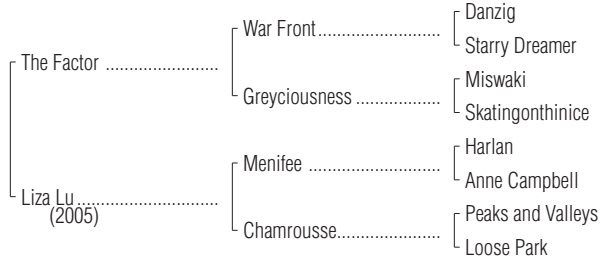 Danzig
War Front
Starry Dreamer
The Factor
Miswaki
Greyciousness
Skatingonthinice
Harlan
Menifee
Anne Campbell
Liza Lu
(2005)
Peaks and Valleys
Chamrousse
Loose Park